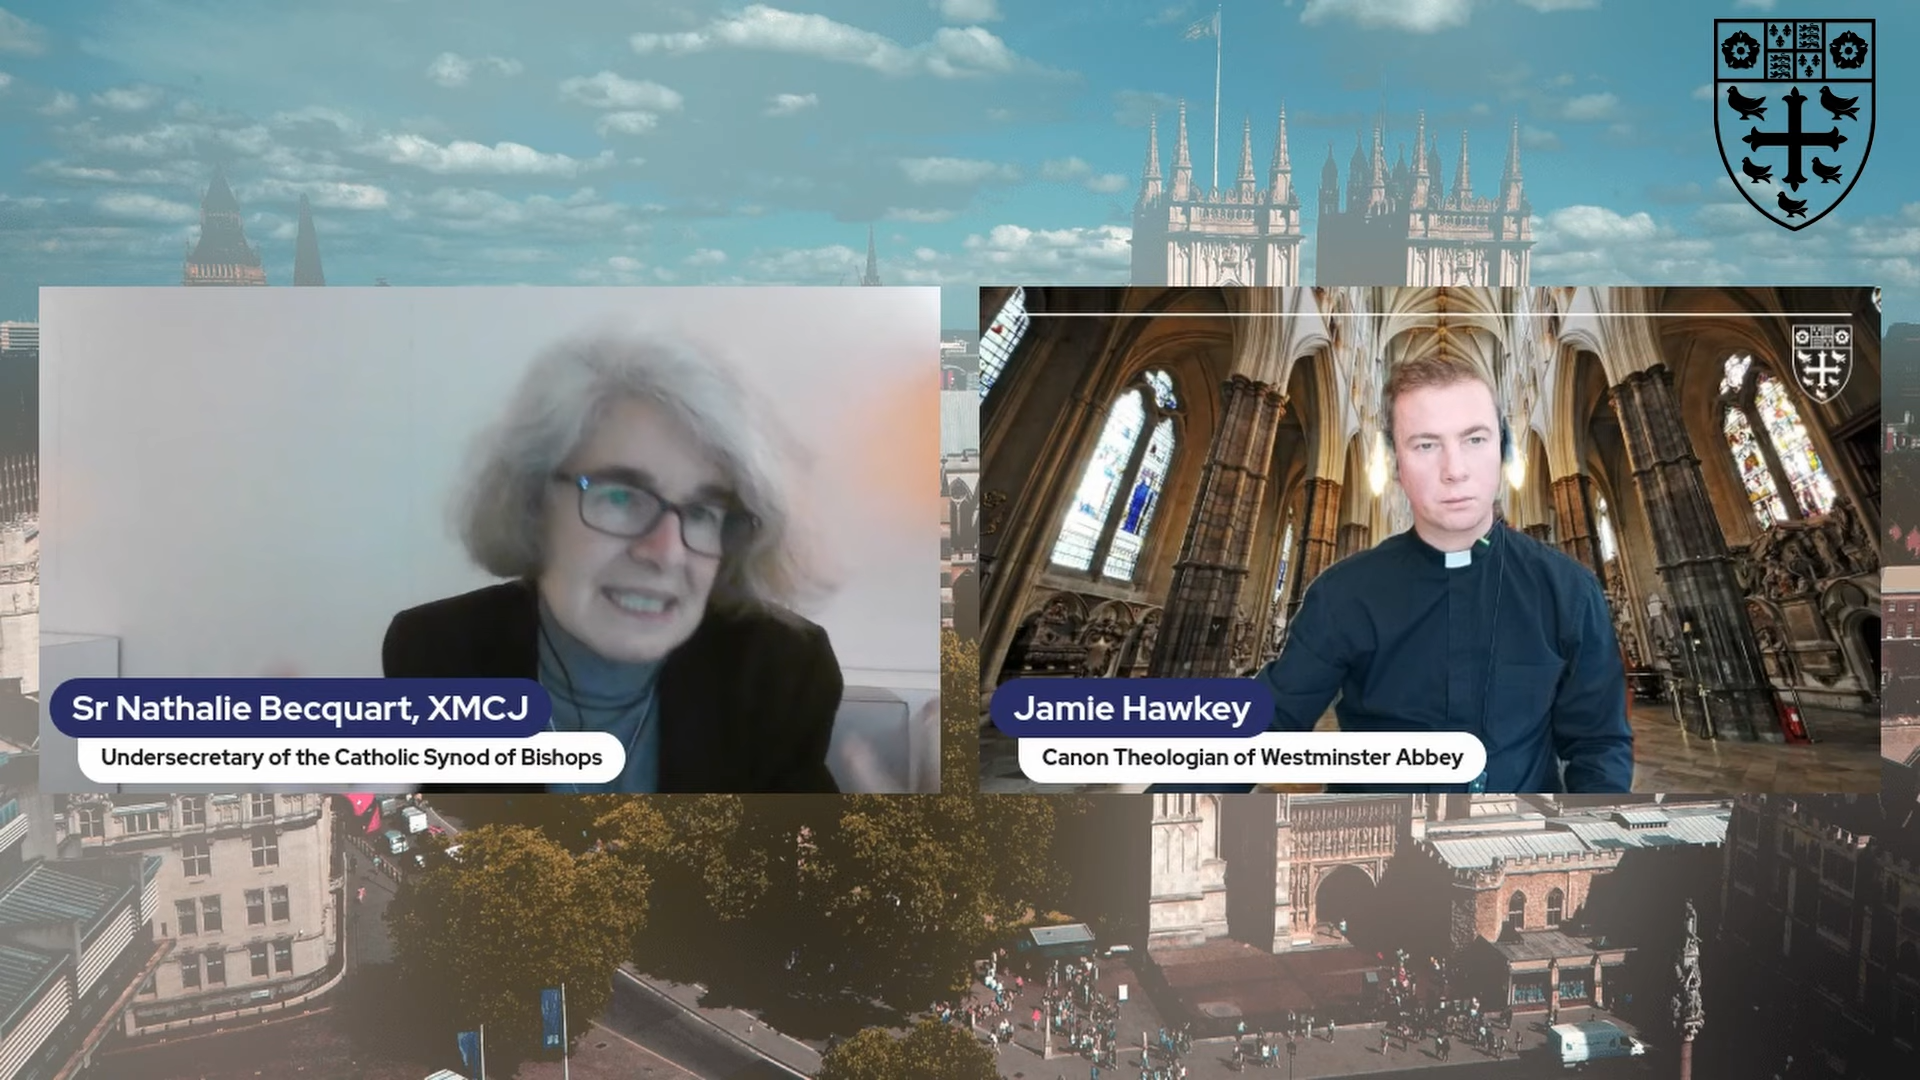 Sr Nathalie Becquart, XMCJ
Undersecretary of the Catholic Synod of Bishops
Jamie Hawkey
Canon Theologian of Westminster Abbey